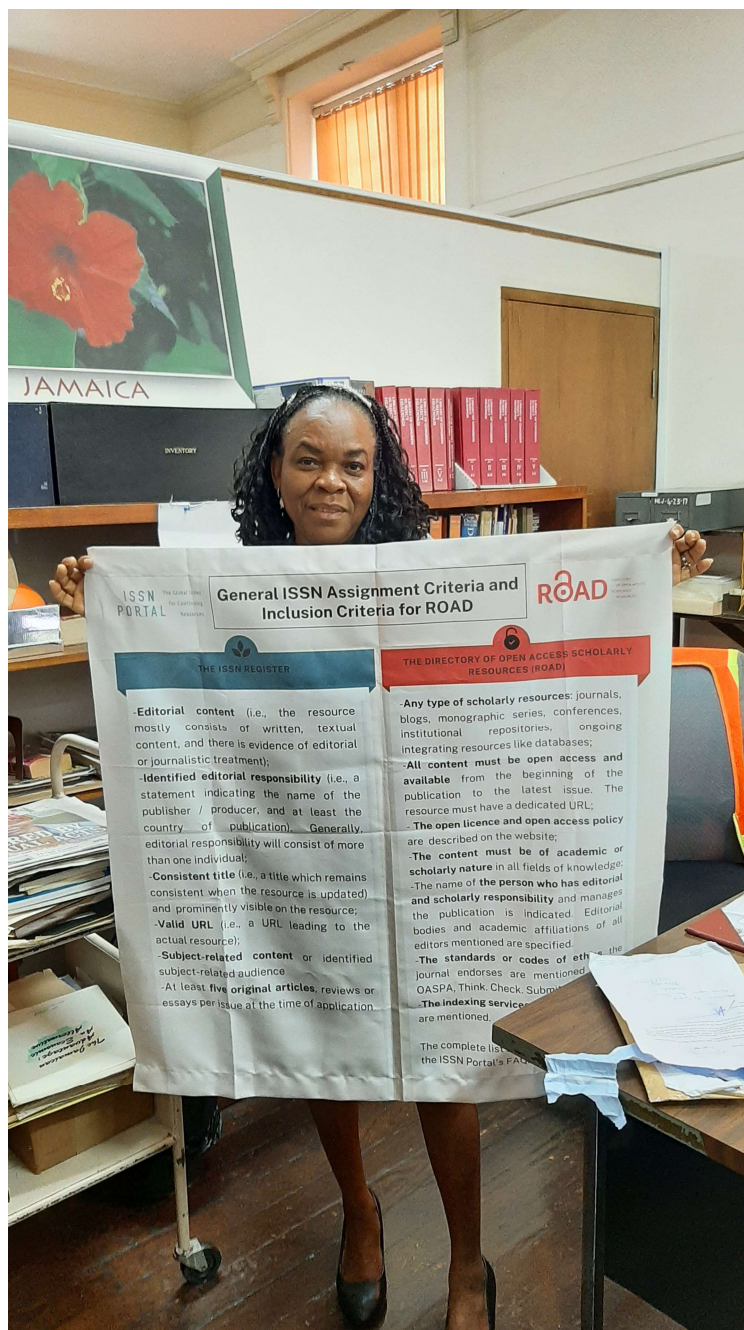 JAMAICA
INVENTORY
ISSN
PORTAL
The Global Index
for Continuing
Resources
General ISSN Assignment Criteria and
Inclusion Criteria for ROAD
ROAD
THE ISSN REGISTER
-Editorial content (i.e., the resource
mostly consists of written, textual
content, and there is evidence of editorial
or journalistic treatment);
-Identified editorial responsibility (i.e., a
statement indicating the name of the
publisher / producer, and at least the
country of publication). Generally,
editorial responsibility will consist of more
than one individual;
-Consistent title (i.e., a title which remains
consistent when the resource is updated)
and prominently visible on the resource;
-Valid URL (i.e., a URL leading to the
actual resource);
-Subject-related content or identified
subject-related audience
-At least five original articles, reviews or
essays per issue at the time of application
THE DIRECTORY OF OPEN ACCESS SCHOLARLY
RESOURCES (ROAD)
-Any type of scholarly resources: journals,
blogs, monographic series, conferences,
institutional repositories, ongoing
integrating resources like databases;
-All content must be open access and
available from the beginning of the
publication to the latest issue. The
resource must have a dedicated URL;
- The open licence and open access policy
are described on the website;
-The content must be of academic or
scholarly nature in all fields of knowledge;
-The name of the person who has editorial
and scholarly responsibility and manages
the publication is indicated. Editorial
bodies and academic affiliations of all
editors mentioned are specified.
-The standards or codes of the
journal endorses are mentioned
OASPA, Think. Check.
-The indexing
are mentioned.
The complete list
the ISSN Portal's
The Jamaican
Advantage:
An Economic
Alternative